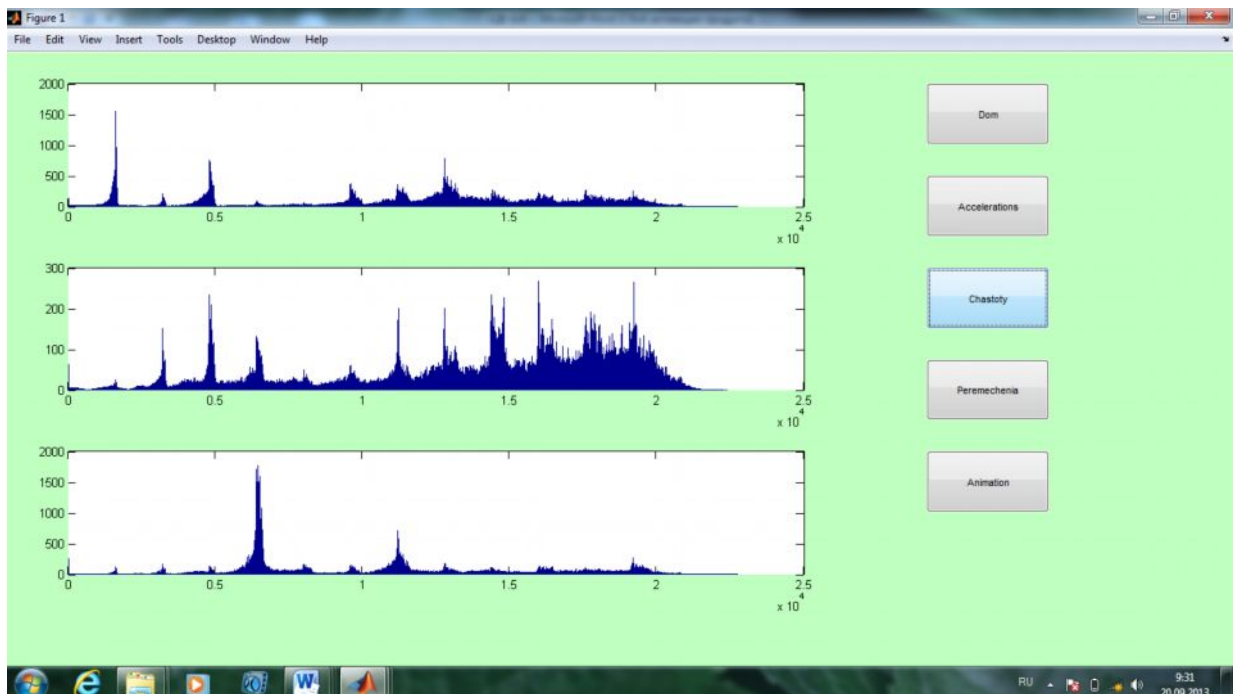 Figure 1
File Edit View Insert Tools Desktop Window Help
2000
1500
1000
500
0
0 0.5 1 1.5 2 2.5
x 10^4
300
200
100
0
0 0.5 1 1.5 2 2.5
x 10^4
2000
1500
1000
500
0
0 0.5 1 1.5 2 2.5
x 10^4
Dom
Accelerations
Chastoty
Peremechenia
Animation
RU
9:31
20.09.2013